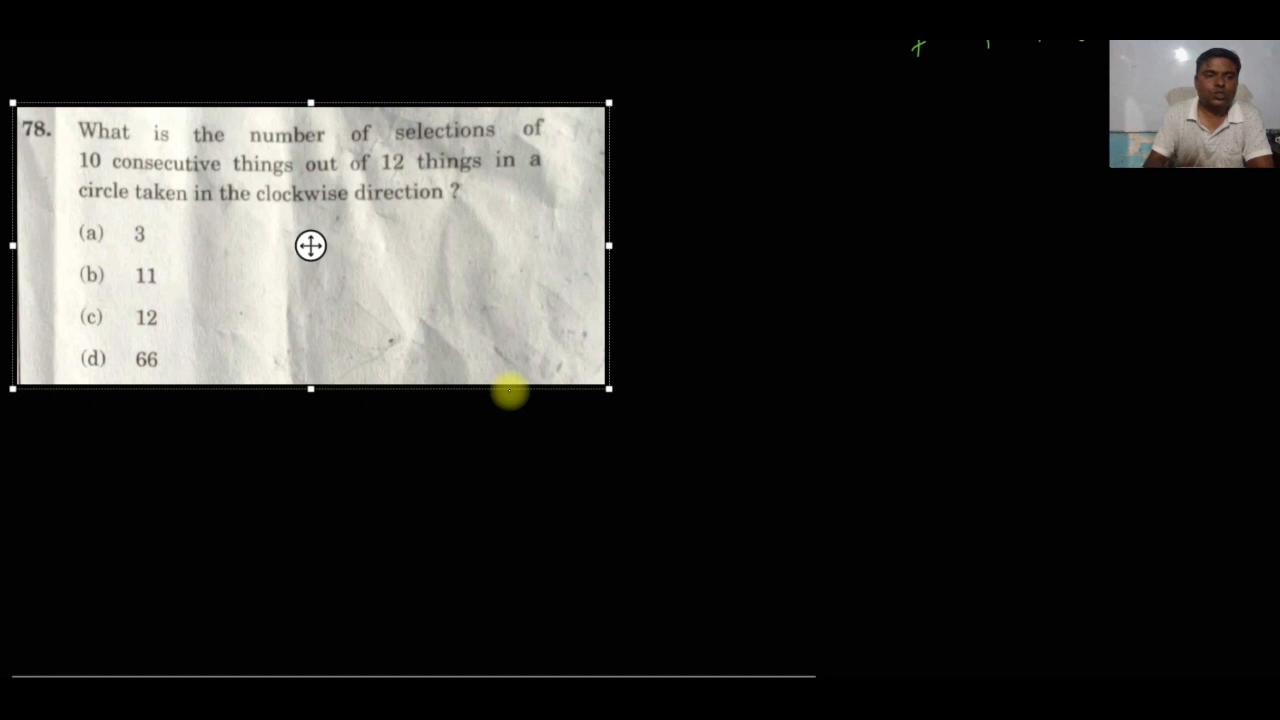 78. What is the number of selections of
10 consecutive things out of 12 things in a
circle taken in the clockwise direction ?
(a) 3
(b) 11
(c) 12
(d) 66